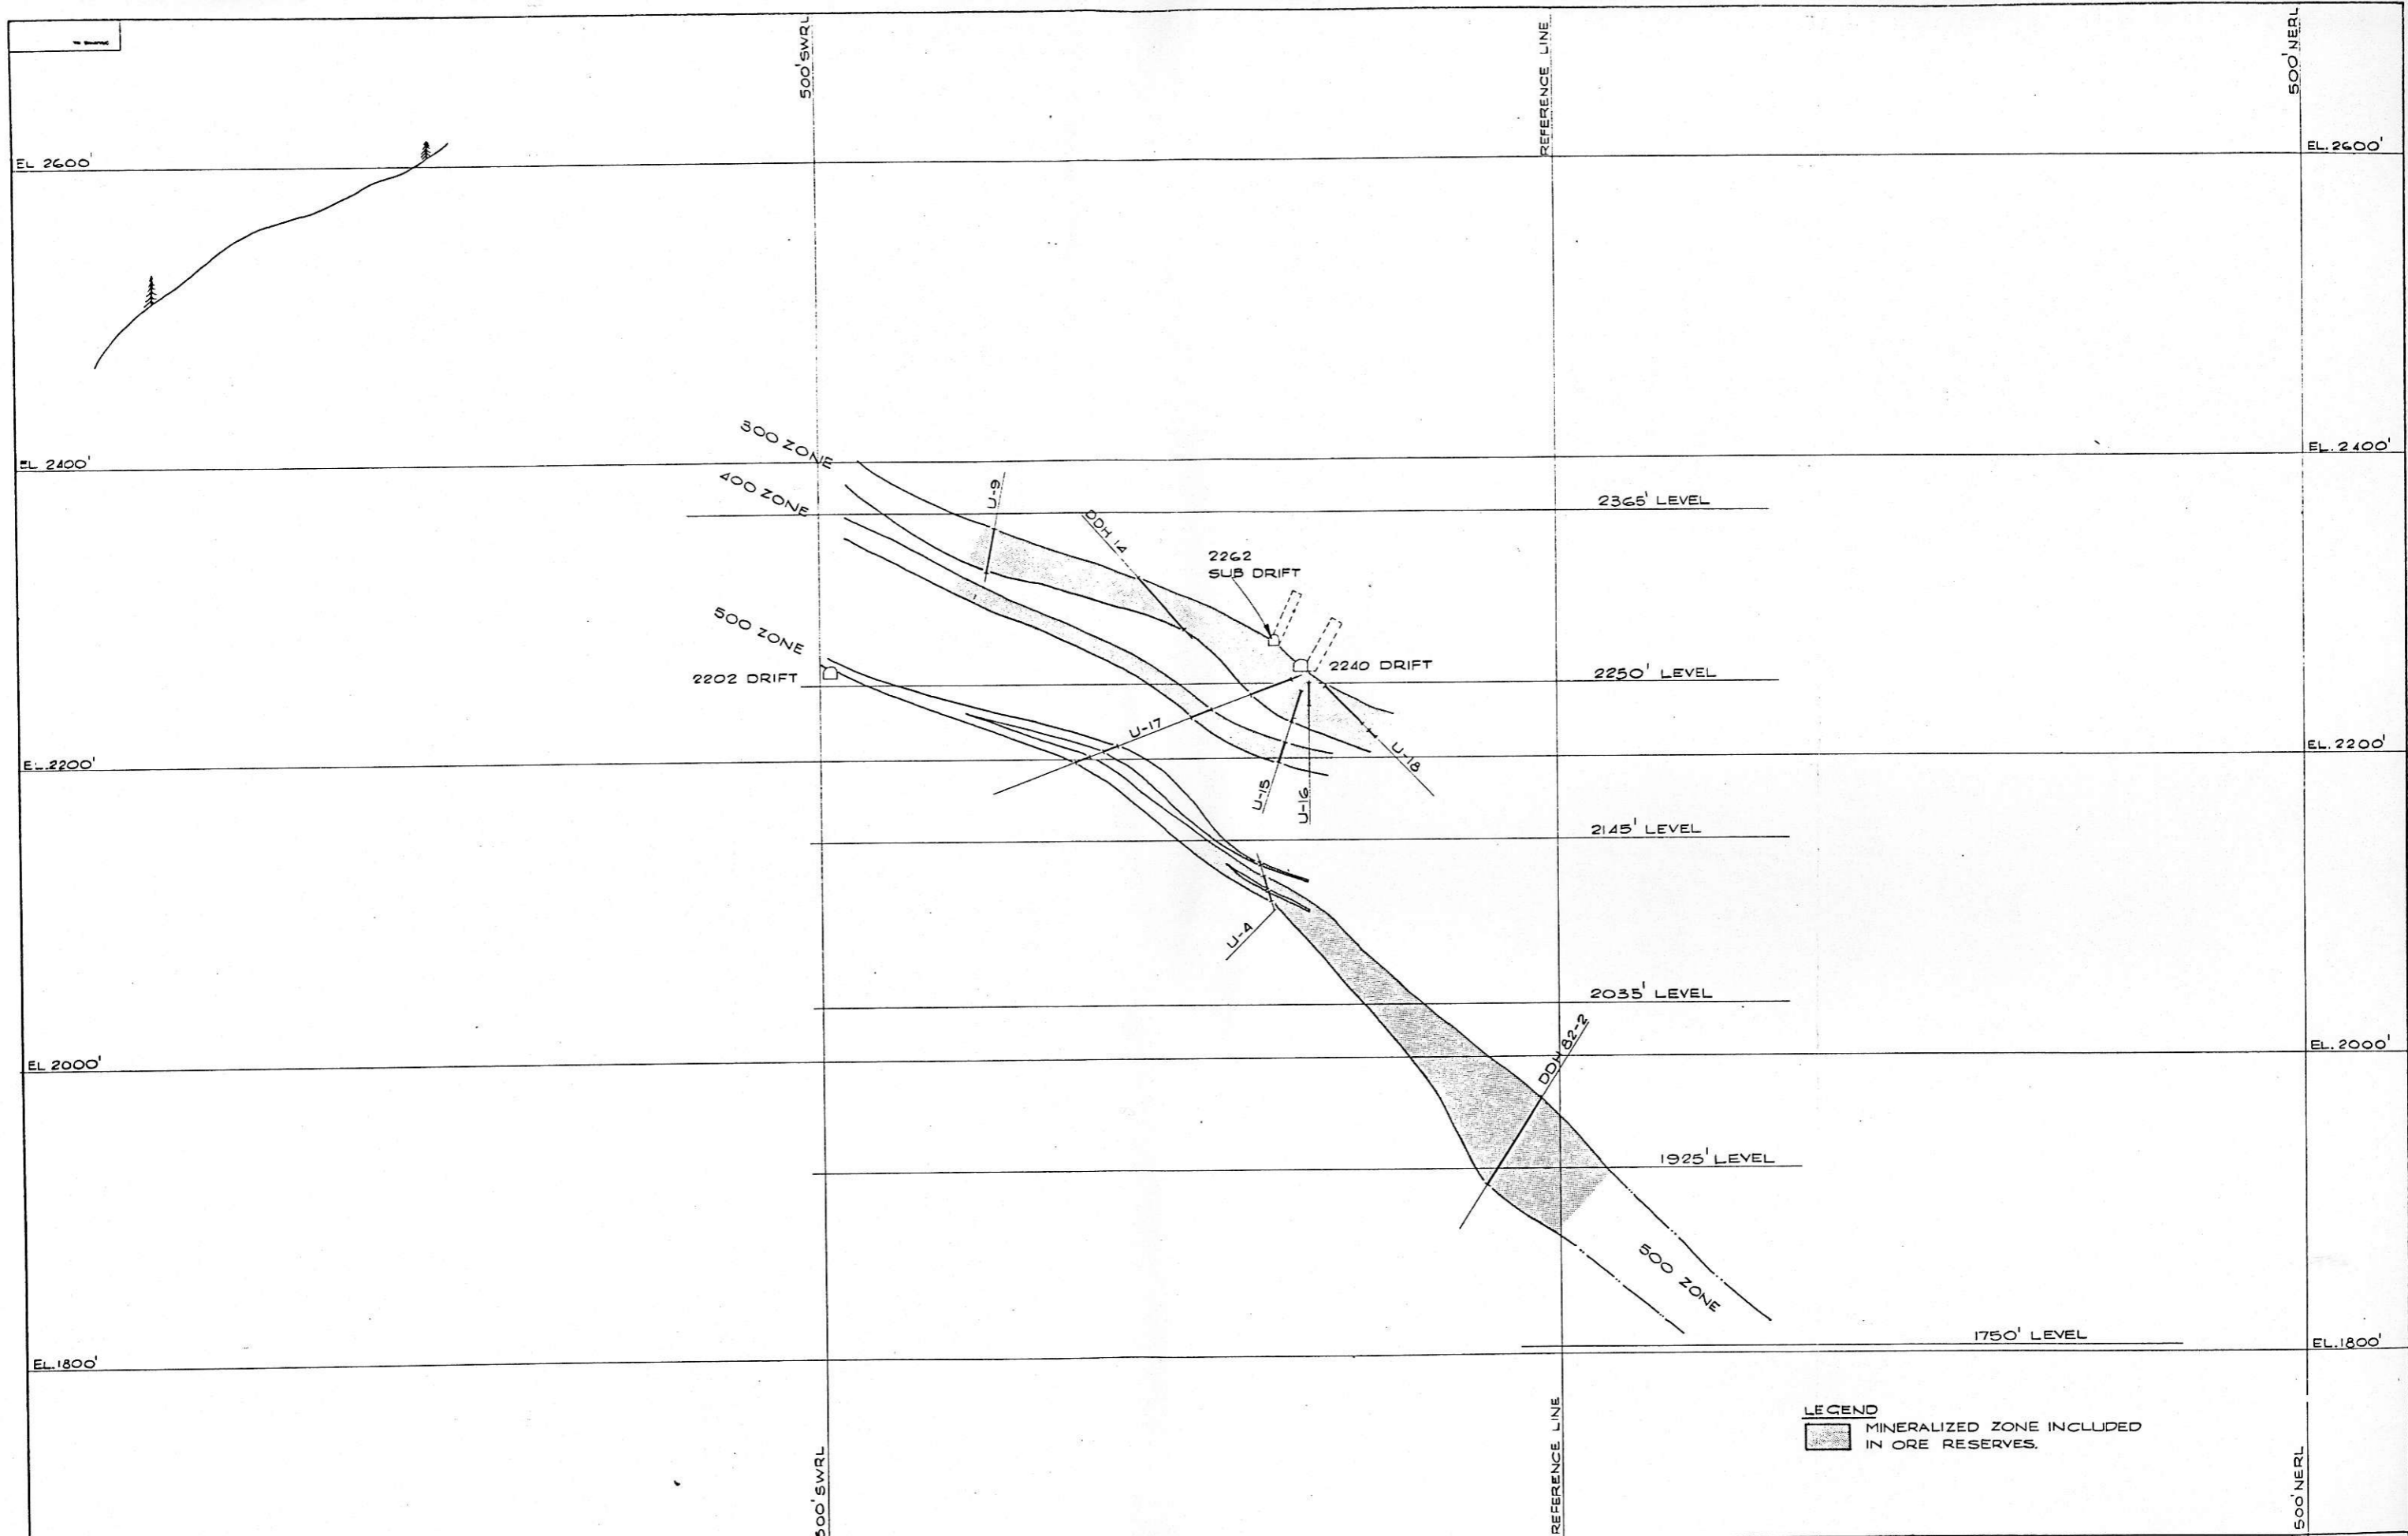 500' SWRL
REFERENCE LINE
500' NERL
EL 2600'
EL. 2600'
300 ZONE
EL 2400'
EL. 2400'
400 ZONE
U-9
2365' LEVEL
DDH 14
2262
SUB DRIFT
500 ZONE
2240 DRIFT
2202 DRIFT
2250' LEVEL
U-17
U-18
EL. 2200'
EL. 2200'
U-15
U-16
2145' LEVEL
U-4
2035' LEVEL
DDH 82-2
EL 2000'
EL. 2000'
1925' LEVEL
500 ZONE
1750' LEVEL
EL. 1800'
EL. 1800'
LEGEND
MINERALIZED ZONE INCLUDED
IN ORE RESERVES.
500' SWRL
REFERENCE LINE
500' NERL